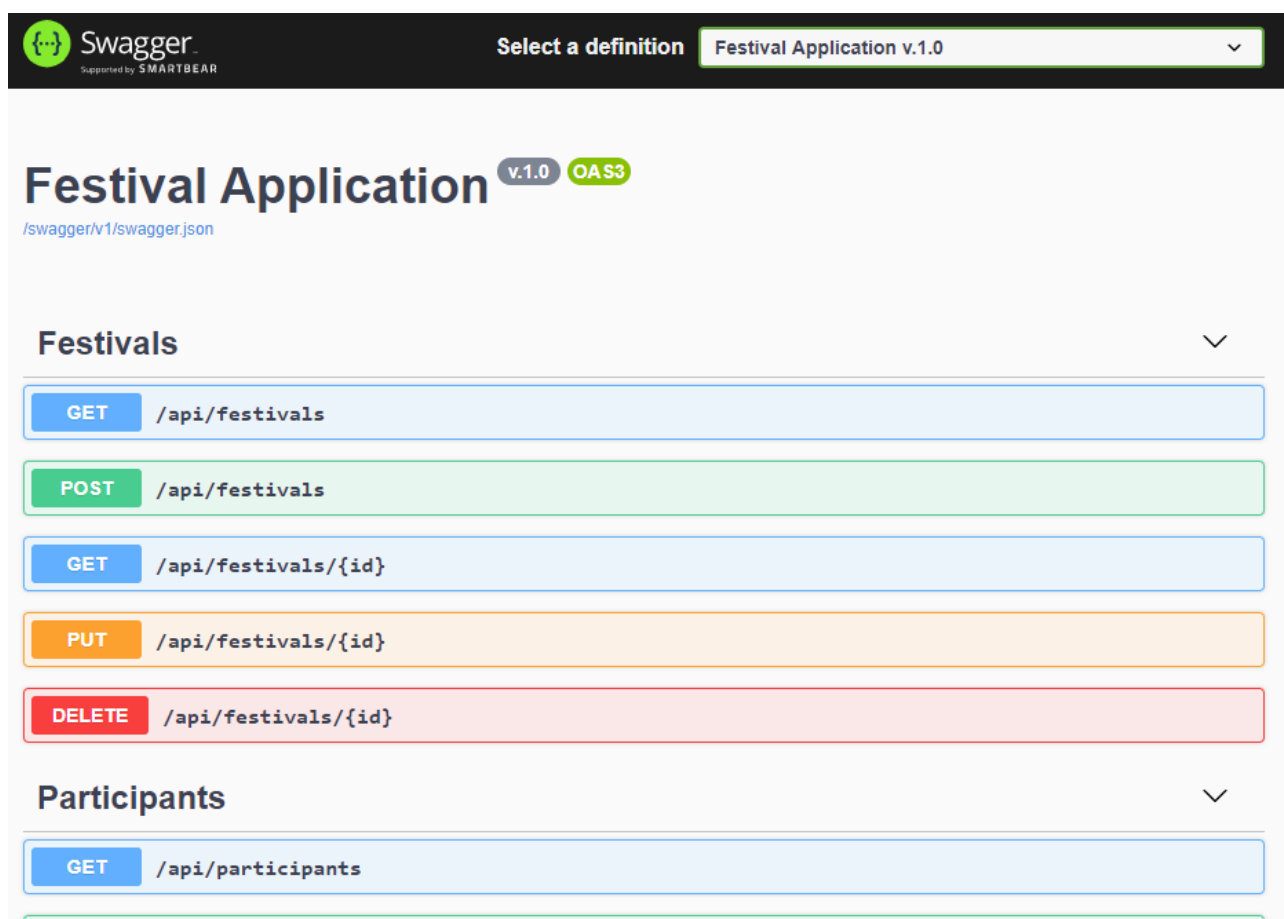 {···} Swagger Select a definition Festival Application v.1.0
Supported by SMARTBEAR
Festival Application v.1.0 OAS3
/swagger/v1/swagger.json
Festivals
GET /api/festivals
POST /api/festivals
GET /api/festivals/{id}
PUT /api/festivals/{id}
DELETE /api/festivals/{id}
Participants
GET /api/participants